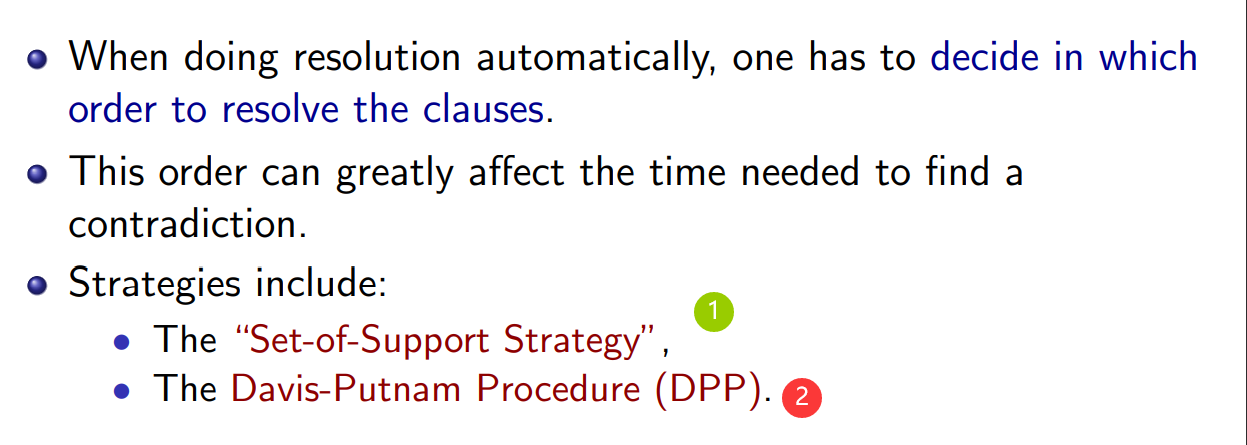 When doing resolution automatically, one has to decide in which
order to resolve the clauses.
This order can greatly affect the time needed to find a
contradiction.
Strategies include:
1
The “Set-of-Support Strategy”,
The Davis-Putnam Procedure (DPP). 2